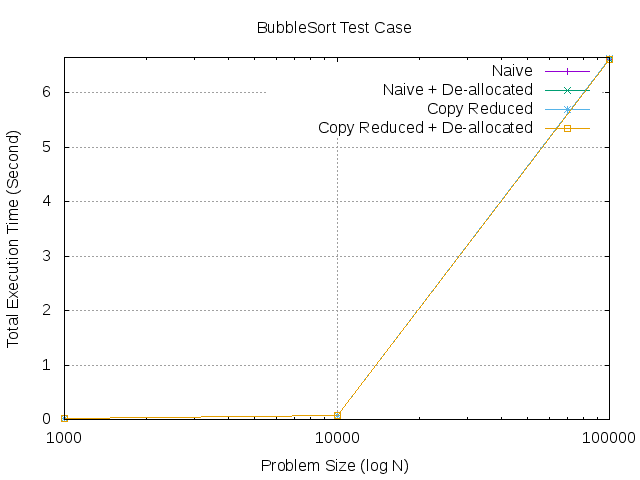 BubbleSort Test Case
Naive
Naive + De-allocated
Copy Reduced
Copy Reduced + De-allocated
Total Execution Time (Second)
6
5
4
3
2
1
0
1000
10000
100000
Problem Size (log N)